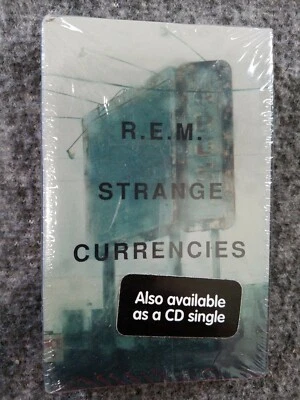 R.E.M.
STRANGE
CURRENCIES
Also available
as a CD single